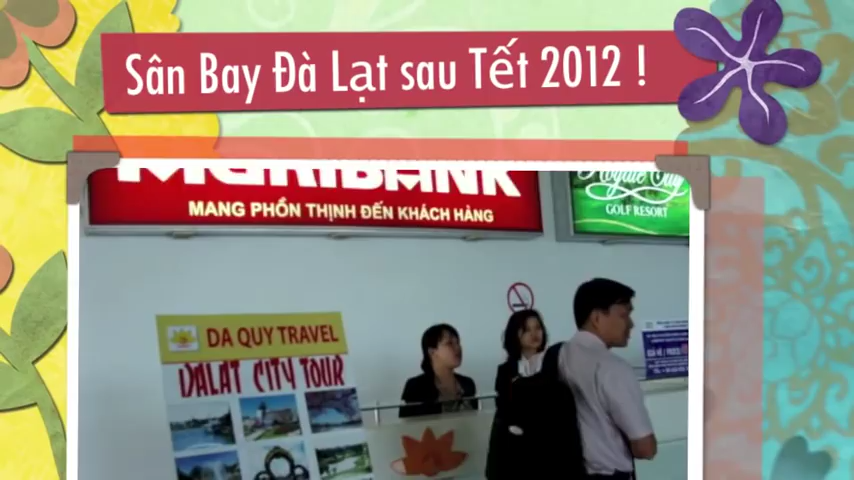 Sân Bay Đà Lạt sau Tết 2012 !
AGRIBANK
MANG PHỒN THỊNH ĐẾN KHÁCH HÀNG
GOLF RESORT
DA QUY TRAVEL
DALAT CITY TOUR